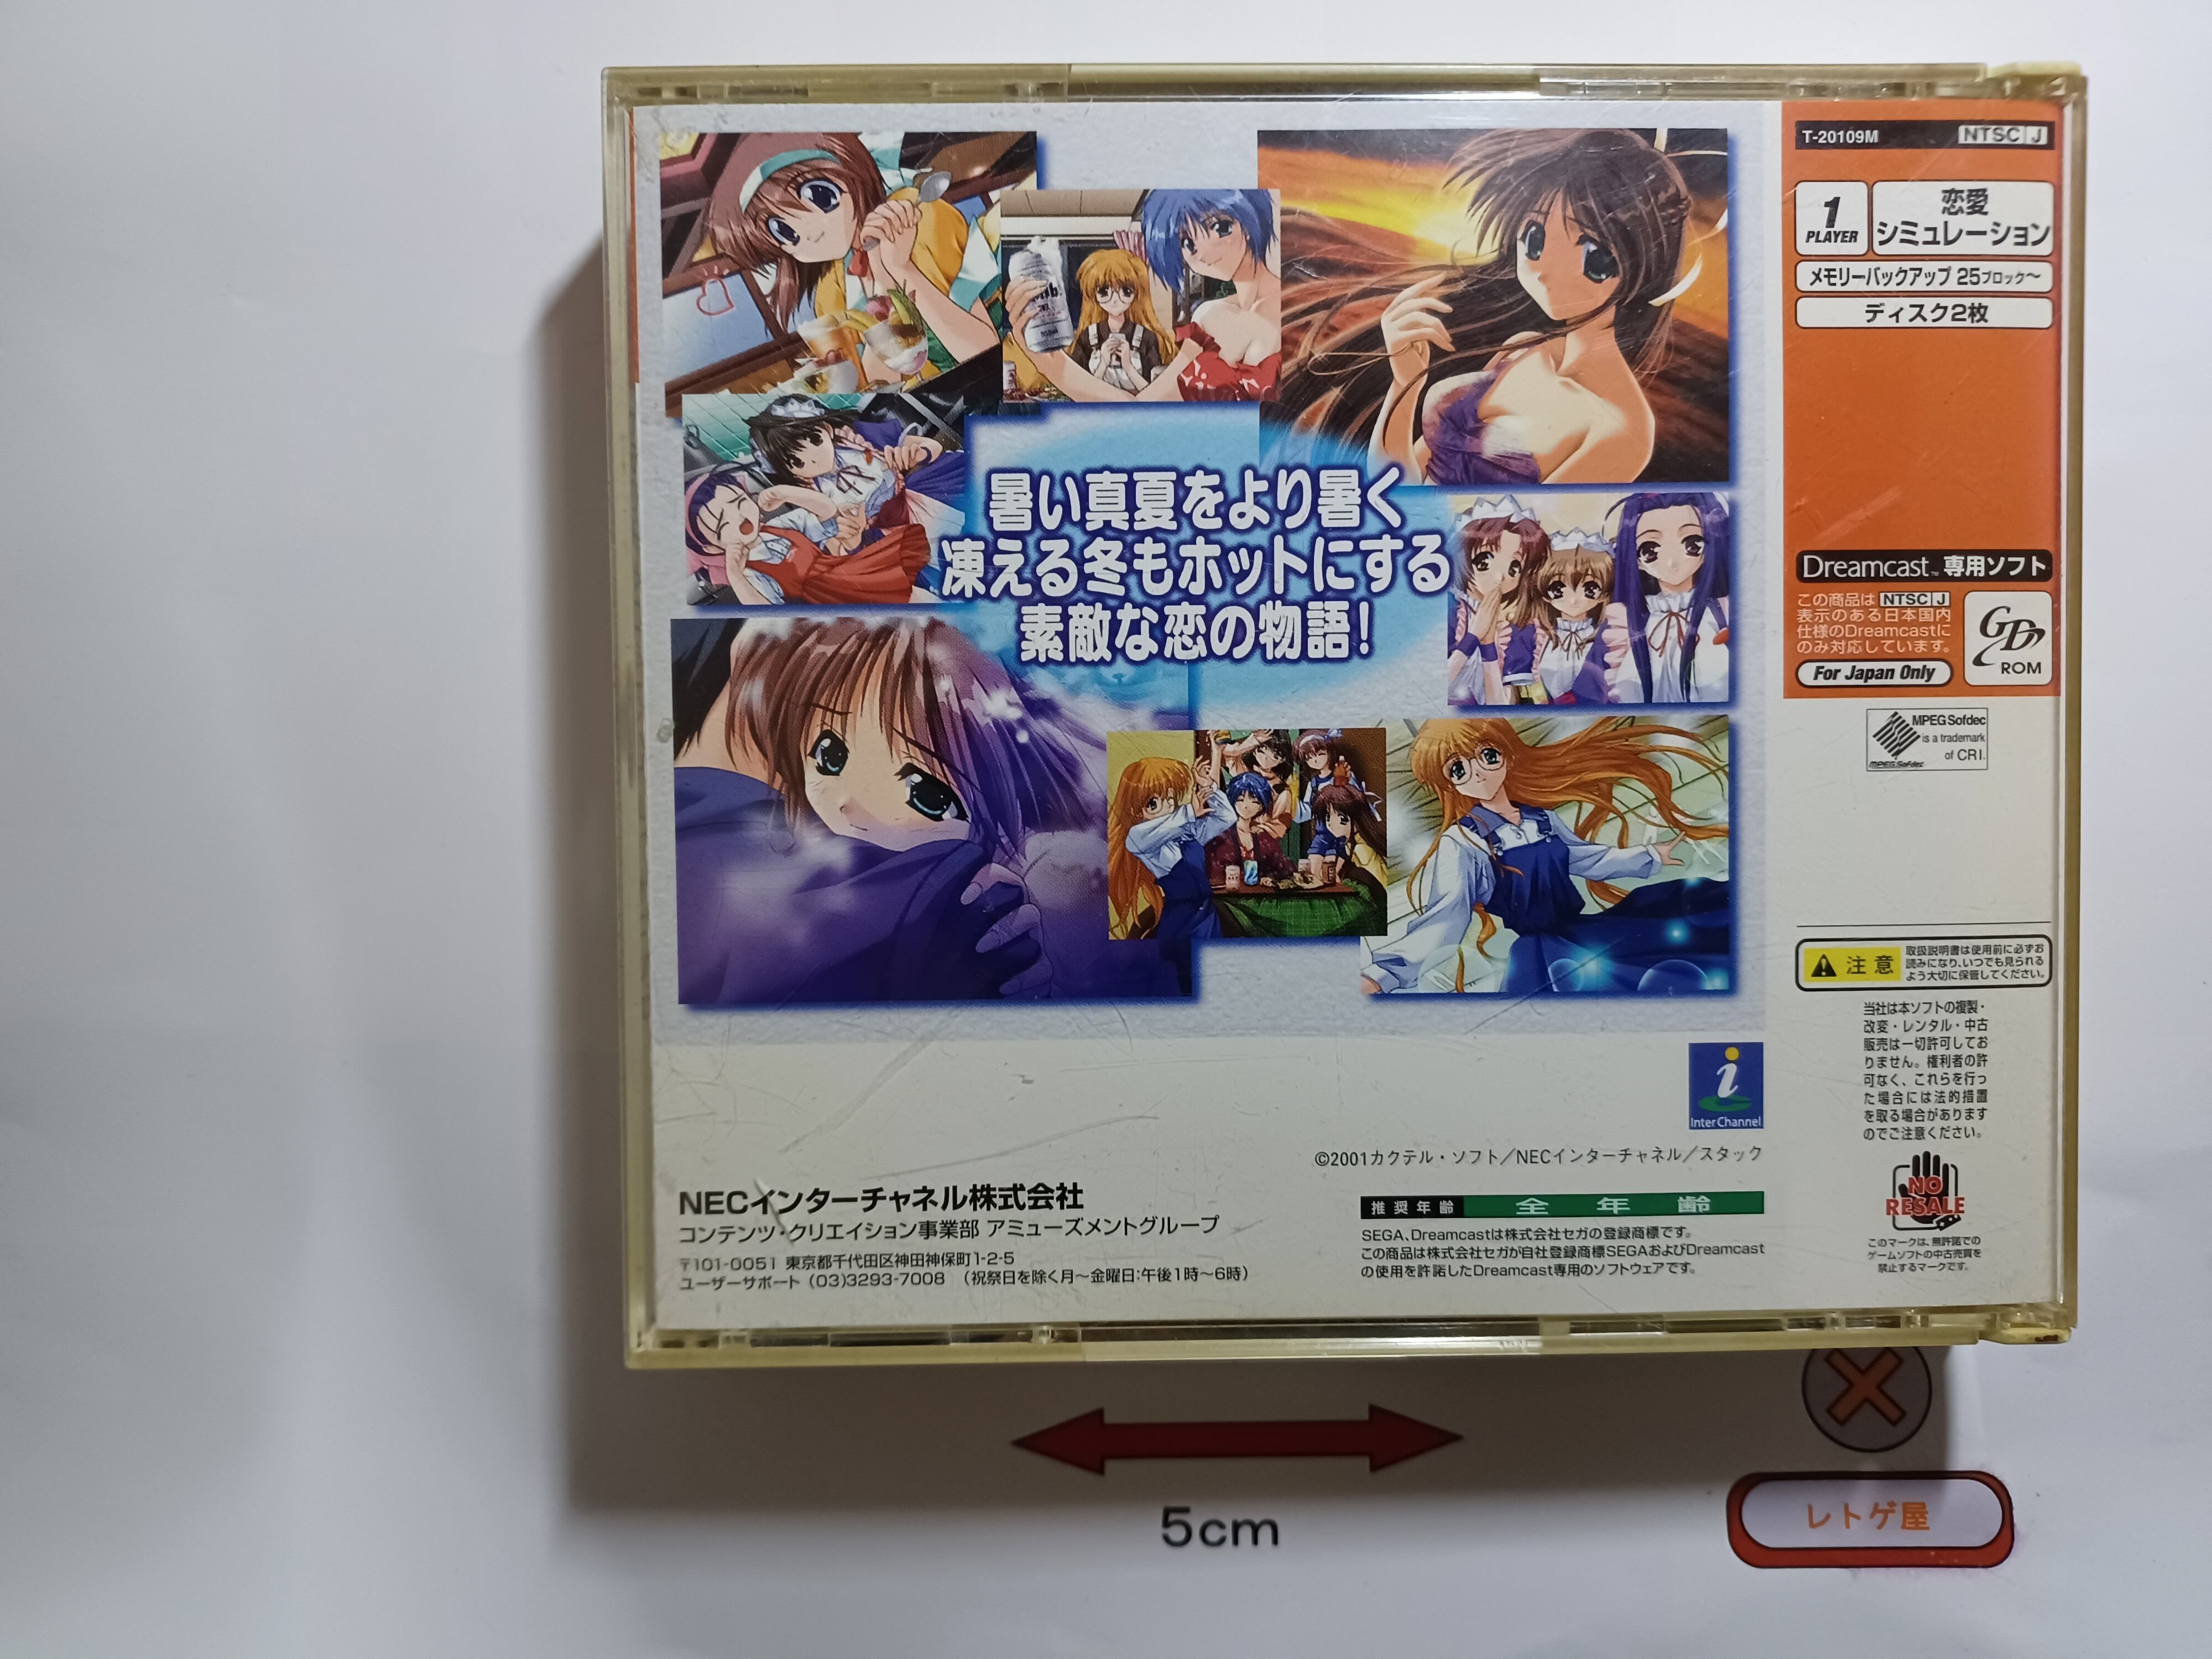 T-20109M
NTSC J
1
PLAYER
恋愛
シミュレーション
メモリーバックアップ 25ブロック〜
ディスク2枚
暑い真夏をより暑く
凍える冬もホットにする
素敵な恋の物語!
Dreamcast™専用ソフト
この商品は NTSC J
表示のある日本国内
仕様のDreamcastに
のみ対応しています。
For Japan Only
GD
ROM
MPEG Sofdec
is a trademark
of CRI.
MPEG Sofdec
注意
取扱説明書は使用前に必ずお
読みになり、いつでも見られる
よう大切に保管してください。
当社は本ソフトの複製・
改変・レンタル・中古
販売は一切許可してお
りません。権利者の許
可なく、これらを行っ
た場合には法的措置
を取る場合があります
のでご注意ください。
NO
RESALE
このマークは、無許諾での
ゲームソフトの中古売買を
禁止するマークです。
i
Inter Channel
©2001カクテル・ソフト/NECインターチャネル/スタック
NECインターチャネル株式会社
コンテンツ・クリエイション事業部 アミューズメントグループ
〒101-0051 東京都千代田区神田神保町1-2-5
ユーザーサポート (03)3293-7008 (祝祭日を除く月〜金曜日:午後1時〜6時)
推奨年齢 全年齢
SEGA、Dreamcastは株式会社セガの登録商標です。
この商品は株式会社セガが自社登録商標SEGAおよびDreamcast
の使用を許諾したDreamcast専用のソフトウェアです。
5cm
レトゲ屋